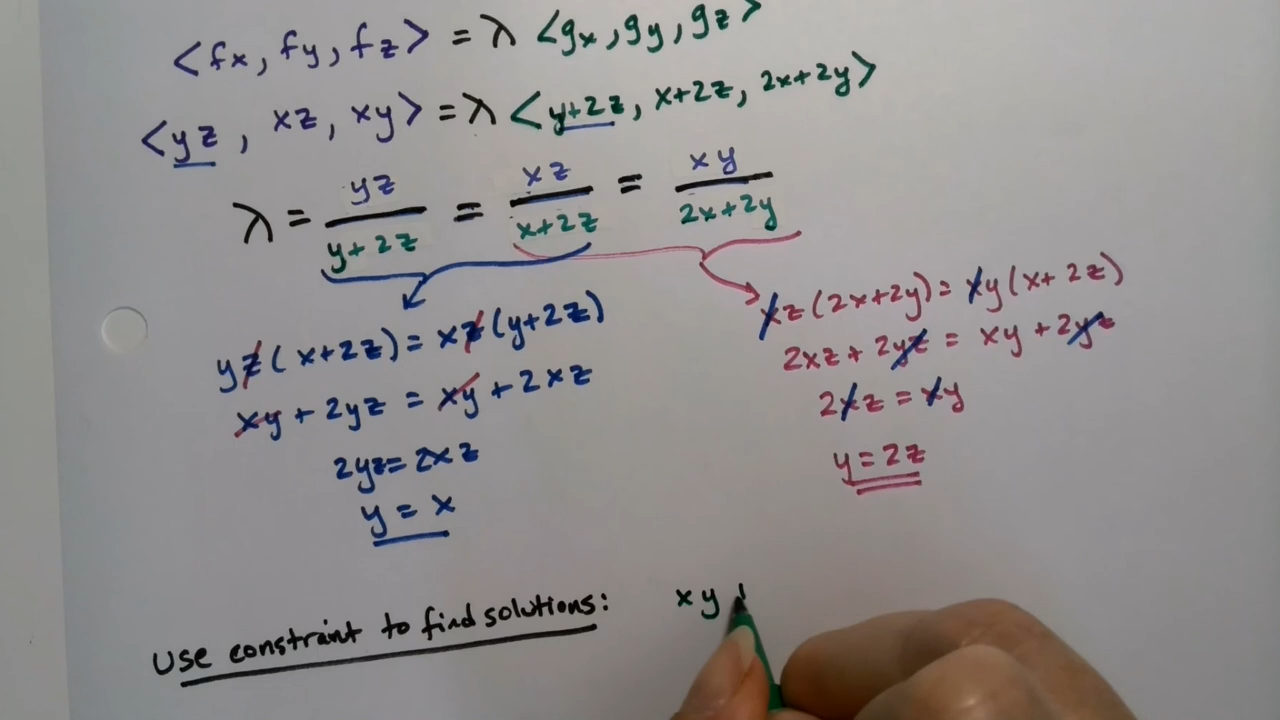 <fx, fy, fz> = λ <gx, gy, gz>
<yz, xz, xy> = λ <y+2z, x+2z, 2x+2y>
λ = yz/y+2z = xz/x+2z = xy/2x+2y
yz(x+2z) = xz(y+2z)
xy + 2yz = xy + 2xz
2yz = 2xz
y = x
xz(2x+2y) = xy(x+2z)
2xz + 2yz = xy + 2yz
2xz = xy
y = 2z
Use constraint to find solutions: xy